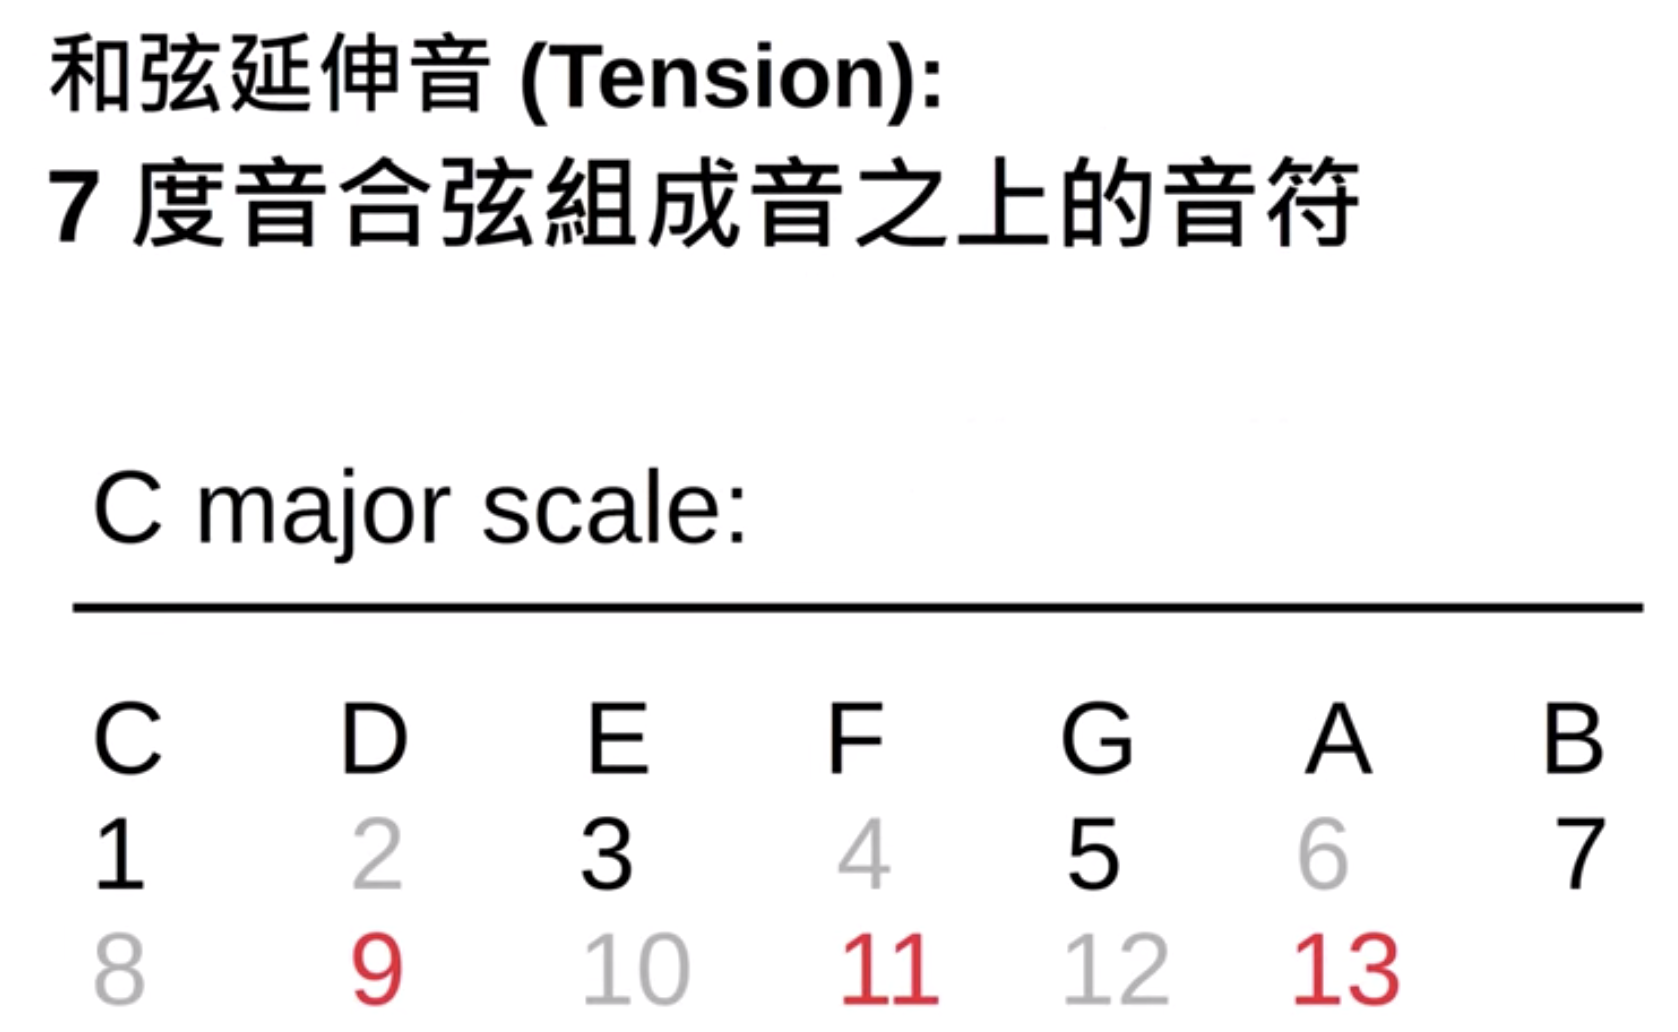 和弦延伸音 (Tension):
7 度音合弦組成音之上的音符
C major scale:
C D E F G A B
1 2 3 4 5 6 7
8 9 10 11 12 13